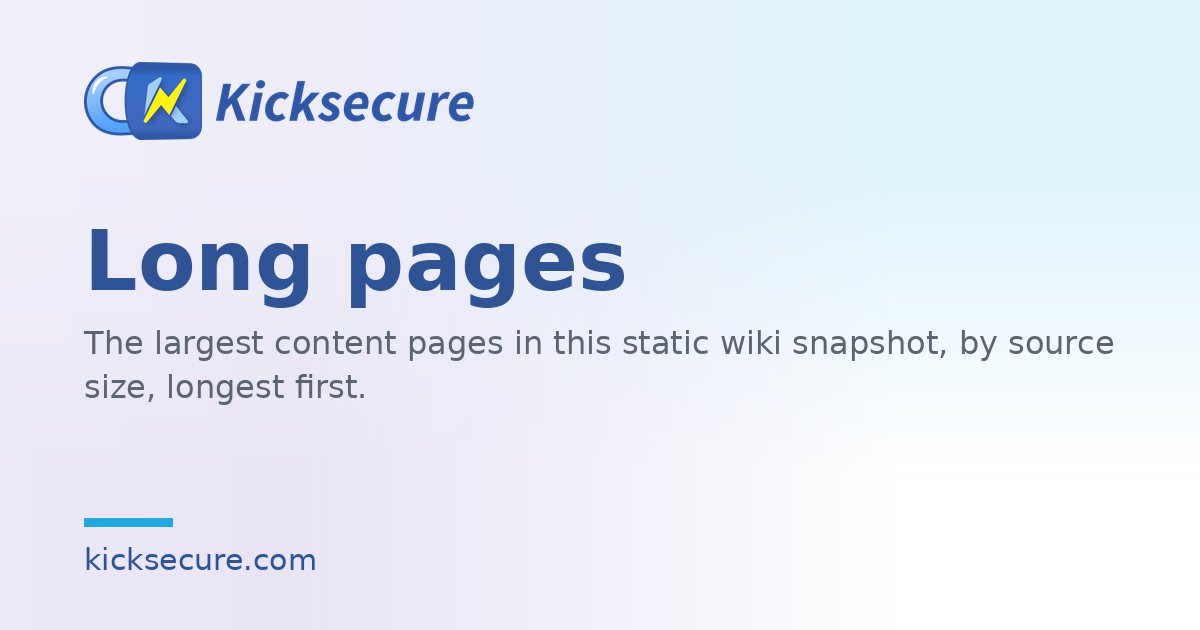 Kicksecure
Long pages
The largest content pages in this static wiki snapshot, by source
size, longest first.
kicksecure.com